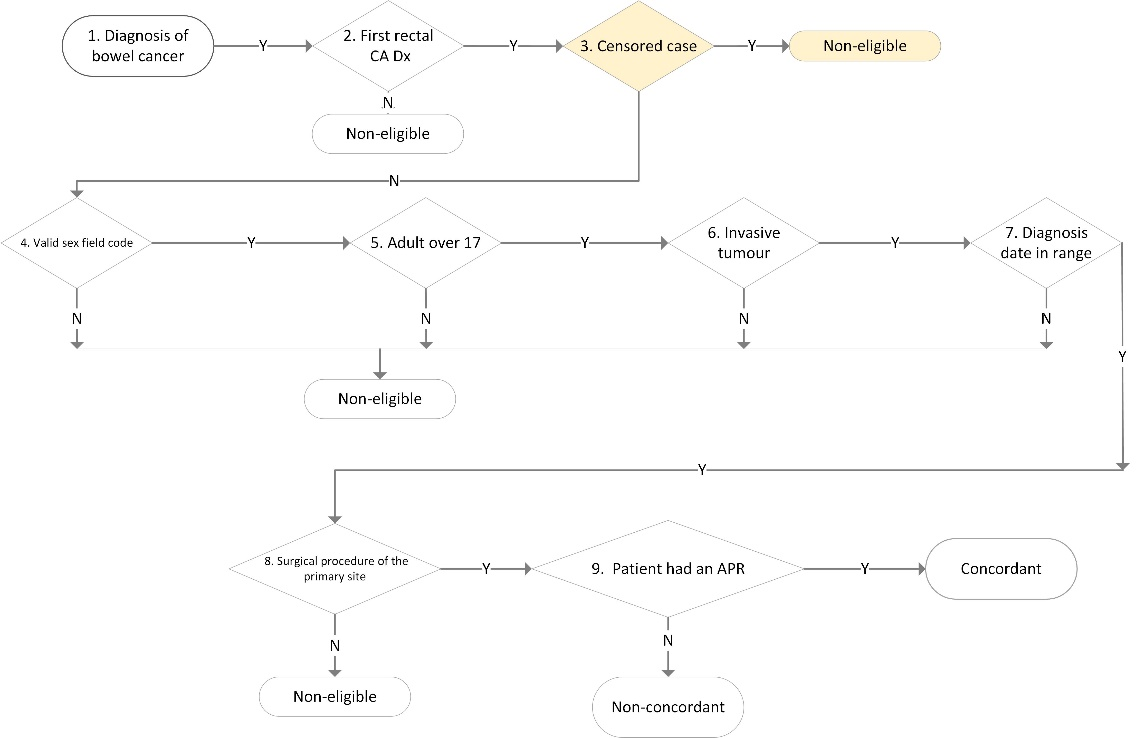 1. Diagnosis of
bowel cancer
Y
2. First rectal
CA Dx
Y
3. Censored case
Y
Non-eligible
N
Non-eligible
N
4. Valid sex field code
Y
5. Adult over 17
Y
6. Invasive
tumour
Y
7. Diagnosis
date in range
N
N
N
N
Y
Non-eligible
Y
8. Surgical procedure of the
primary site
Y
9. Patient had an APR
Y
Concordant
N
N
Non-eligible
Non-concordant